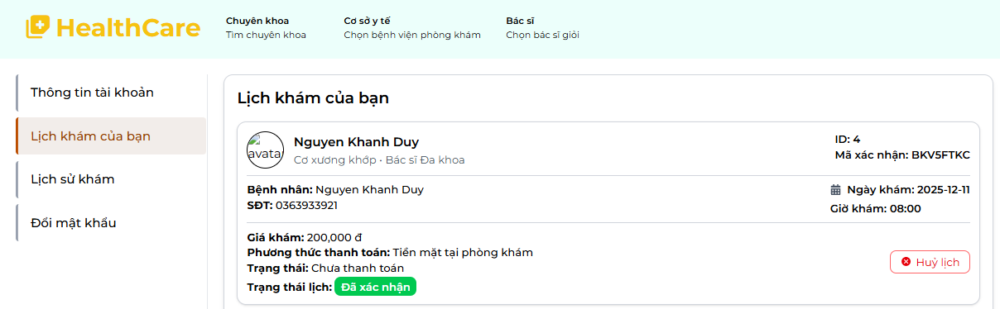 HealthCare
Chuyên khoa
Tìm chuyên khoa
Cơ sở y tế
Chọn bệnh viện phòng khám
Bác sĩ
Chọn bác sĩ giỏi
Thông tin tài khoản
Lịch khám của bạn
Lịch sử khám
Đổi mật khẩu
Lịch khám của bạn
avata
Nguyen Khanh Duy
Cơ xương khớp • Bác sĩ Đa khoa
ID: 4
Mã xác nhận: BKV5FTKC
Bệnh nhân: Nguyen Khanh Duy
SĐT: 0363933921
Ngày khám: 2025-12-11
Giờ khám: 08:00
Giá khám: 200,000 đ
Phương thức thanh toán: Tiền mặt tại phòng khám
Trạng thái: Chưa thanh toán
Trạng thái lịch: Đã xác nhận
Huỷ lịch